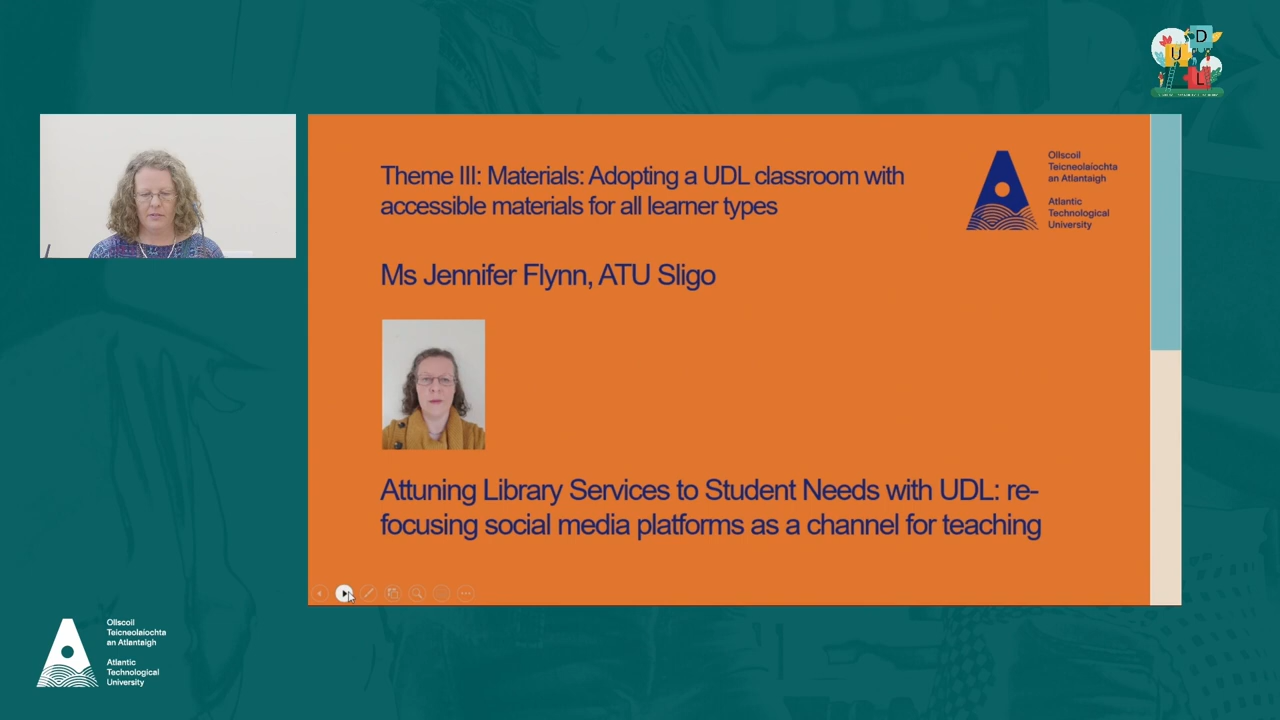 U
D
L
Theme III: Materials: Adopting a UDL classroom with
accessible materials for all learner types
Ollscoil
Teicneolaíochta
an Atlantaigh
Atlantic
Technological
University
Ms Jennifer Flynn, ATU Sligo
Attuning Library Services to Student Needs with UDL: re-
focusing social media platforms as a channel for teaching
Ollscoil
Teicneolaíochta
an Atlantaigh
Atlantic
Technological
University